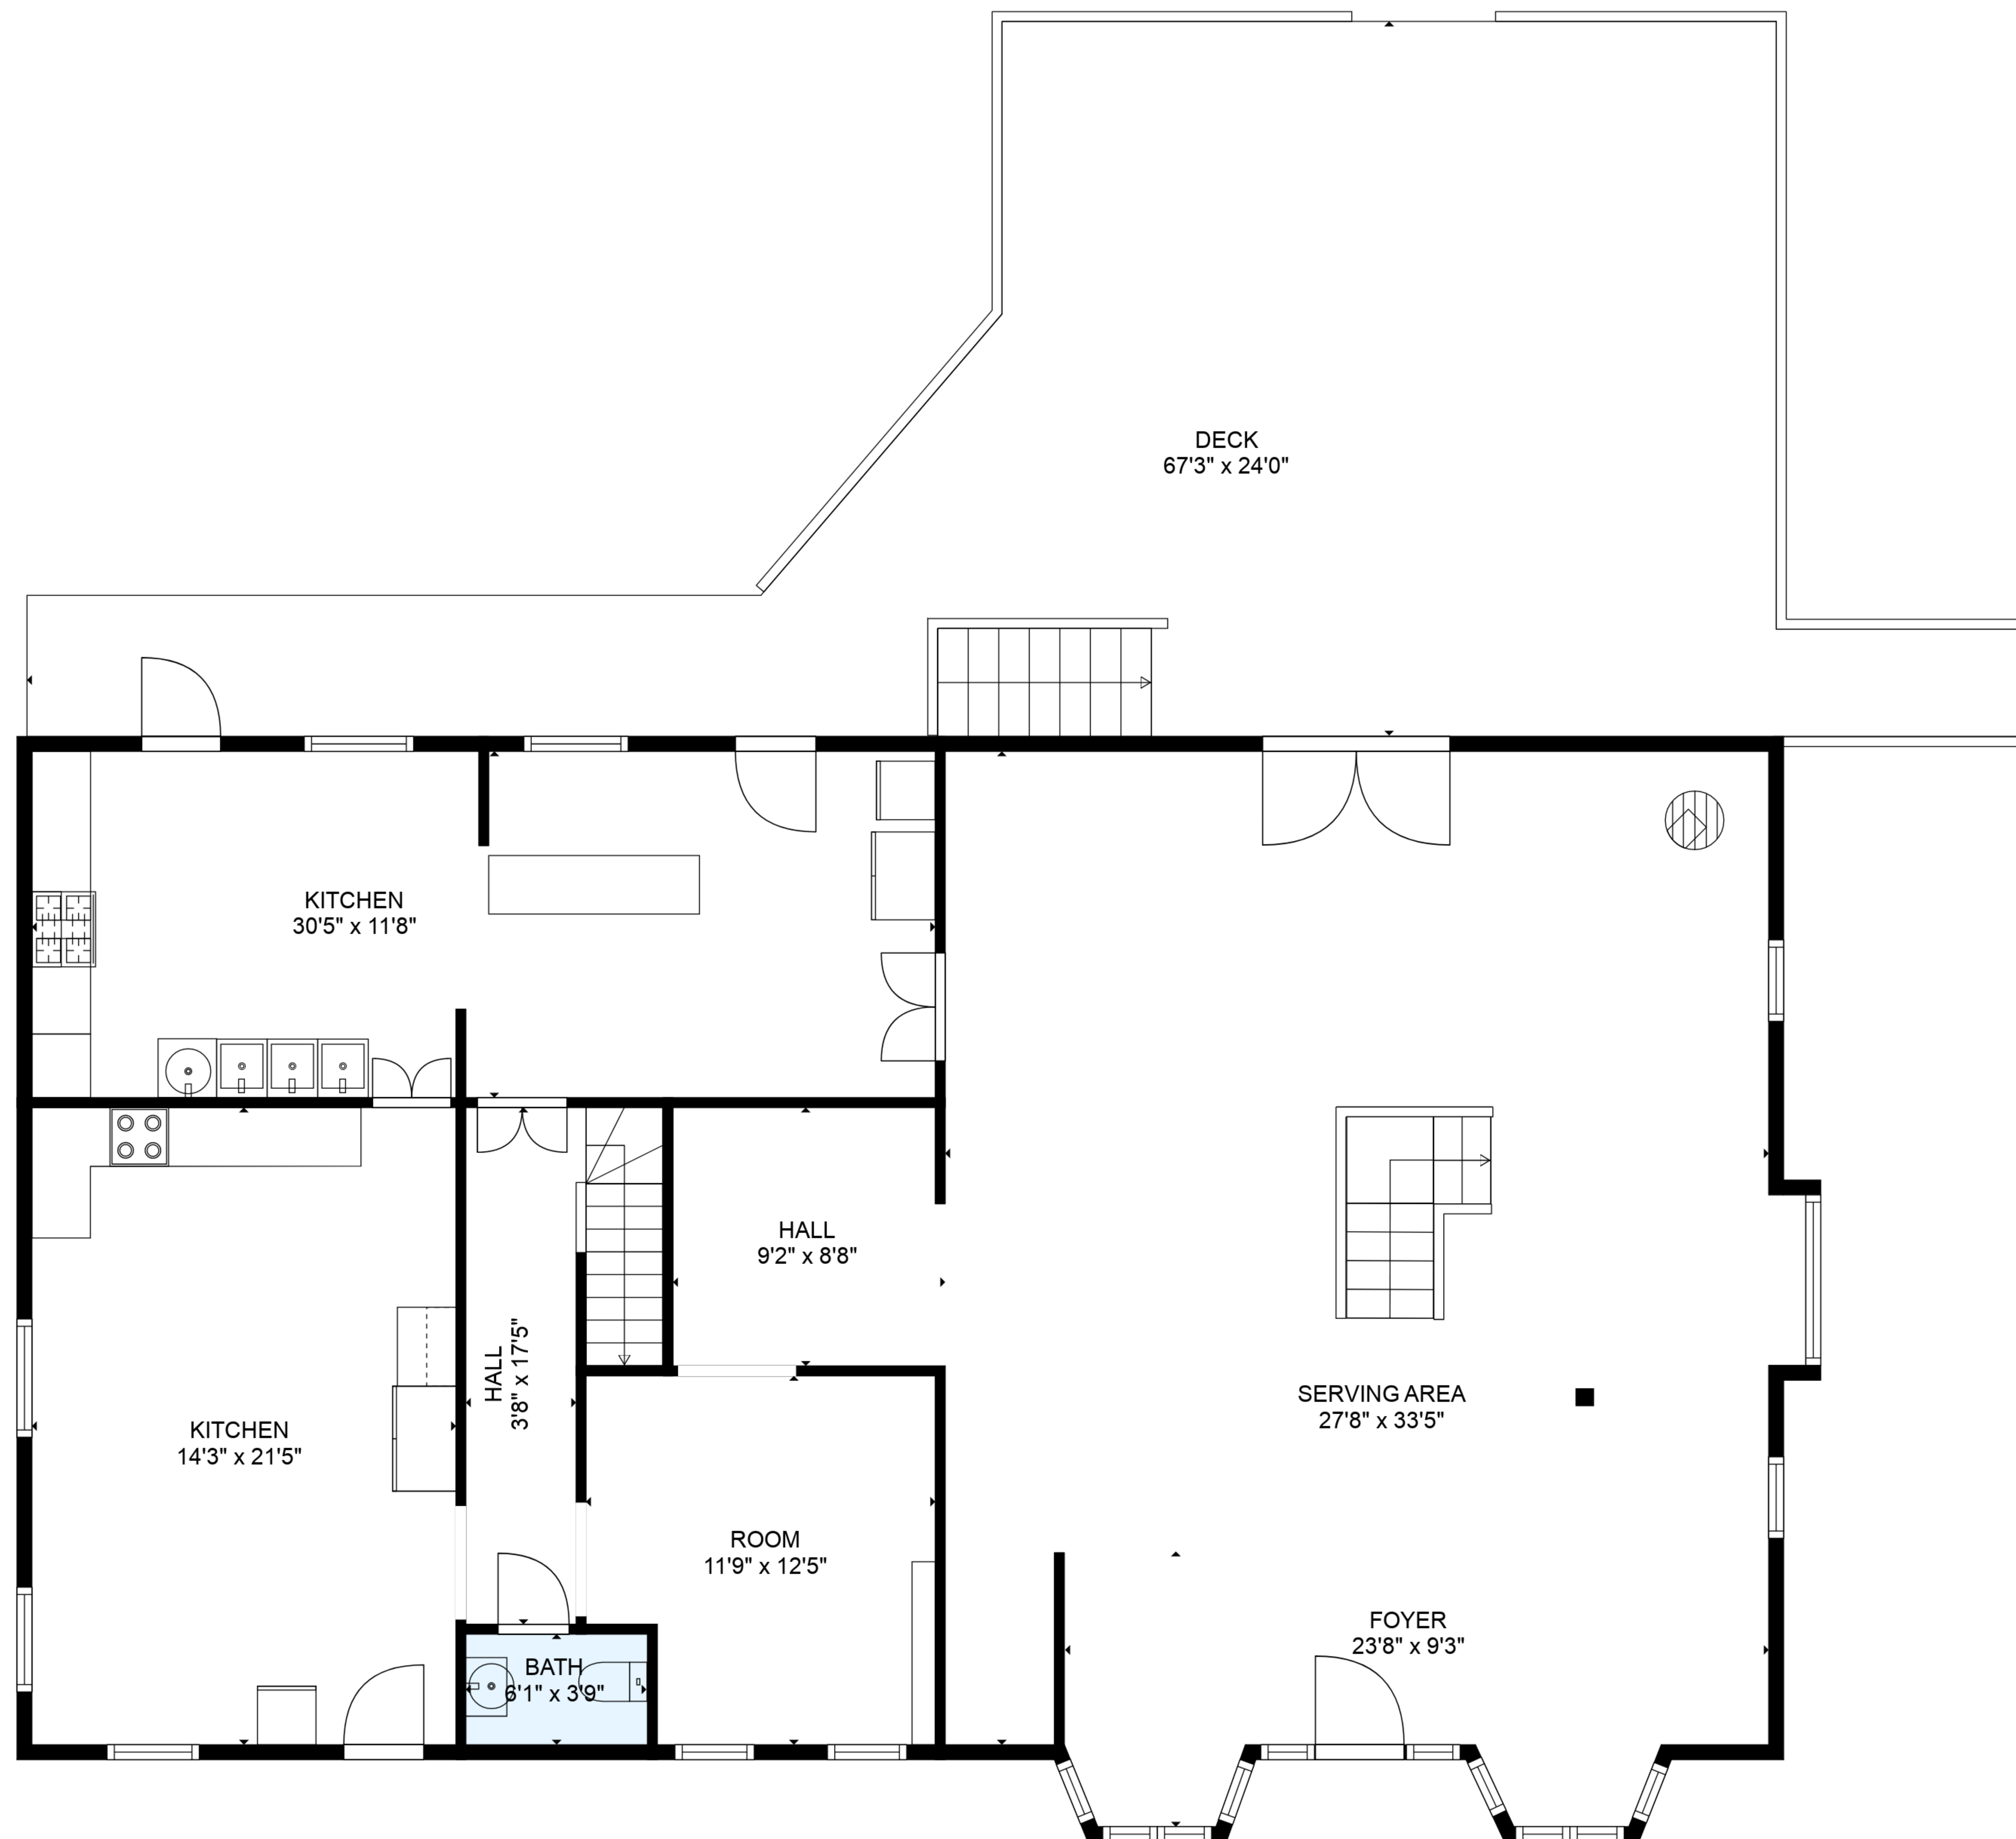 DECK
67'3" x 24'0"
KITCHEN
30'5" x 11'8"
HALL
9'2" x 8'8"
HALL
3'8" x 17'5"
SERVING AREA
27'8" x 33'5"
KITCHEN
14'3" x 21'5"
ROOM
11'9" x 12'5"
FOYER
23'8" x 9'3"
BATH
6'1" x 3'9"